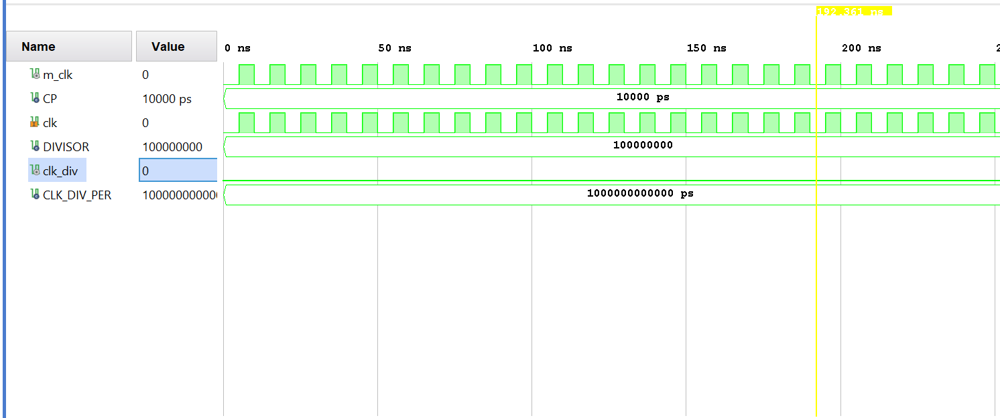 192.361 ns
Name Value 0 ns 50 ns 100 ns 150 ns 200 ns 2
m_clk 0
CP 10000 ps 10000 ps
clk 0
DIVISOR 100000000 100000000
clk_div 0
CLK_DIV_PER 10000000000 1000000000000 ps